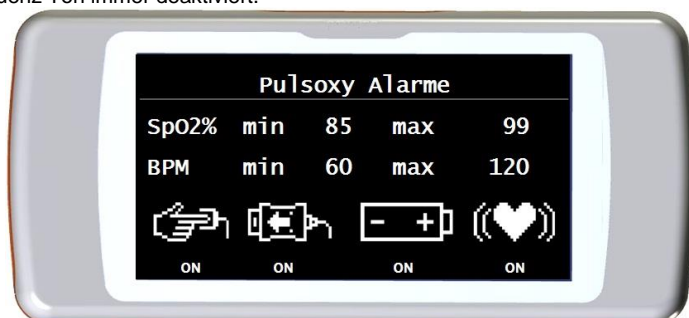 Pulsoxy Alarme
SpO2% min 85 max 99
BPM min 60 max 120
- +
ON ON ON ON